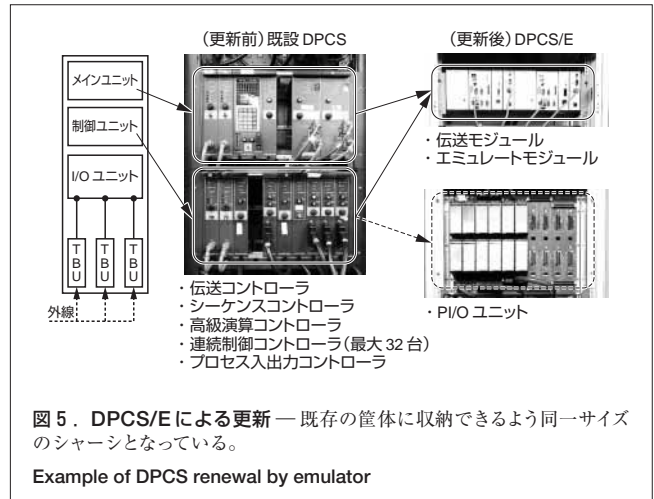 （更新前）既設 DPCS
（更新後）DPCS/E
メインユニット
制御ユニット
I/O ユニット
TBU
TBU
TBU
外線
・伝送モジュール
・エミュレートモジュール
・伝送コントローラ
・シーケンスコントローラ
・高級演算コントローラ
・連続制御コントローラ（最大 32 台）
・プロセス入出力コントローラ
・PI/O ユニット
図 5．DPCS/E による更新 — 既存の筐体に収納できるよう同一サイズ
のシャーシとなっている。
Example of DPCS renewal by emulator